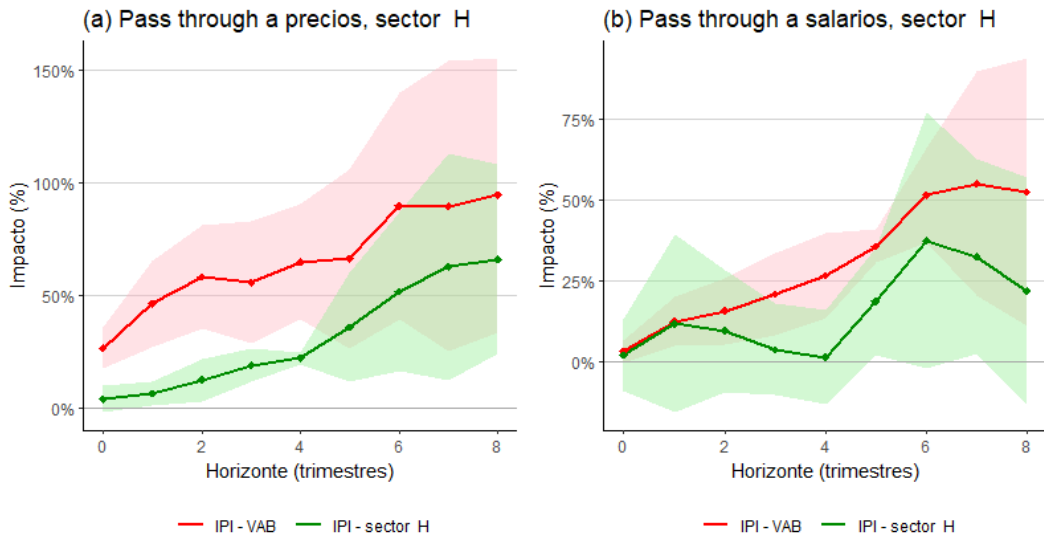 (a) Pass through a precios, sector H
Impacto (%)
150%
100%
50%
0%
0 2 4 6 8
Horizonte (trimestres)
IPI - VAB IPI - sector H
(b) Pass through a salarios, sector H
Impacto (%)
75%
50%
25%
0%
0 2 4 6 8
Horizonte (trimestres)
IPI - VAB IPI - sector H